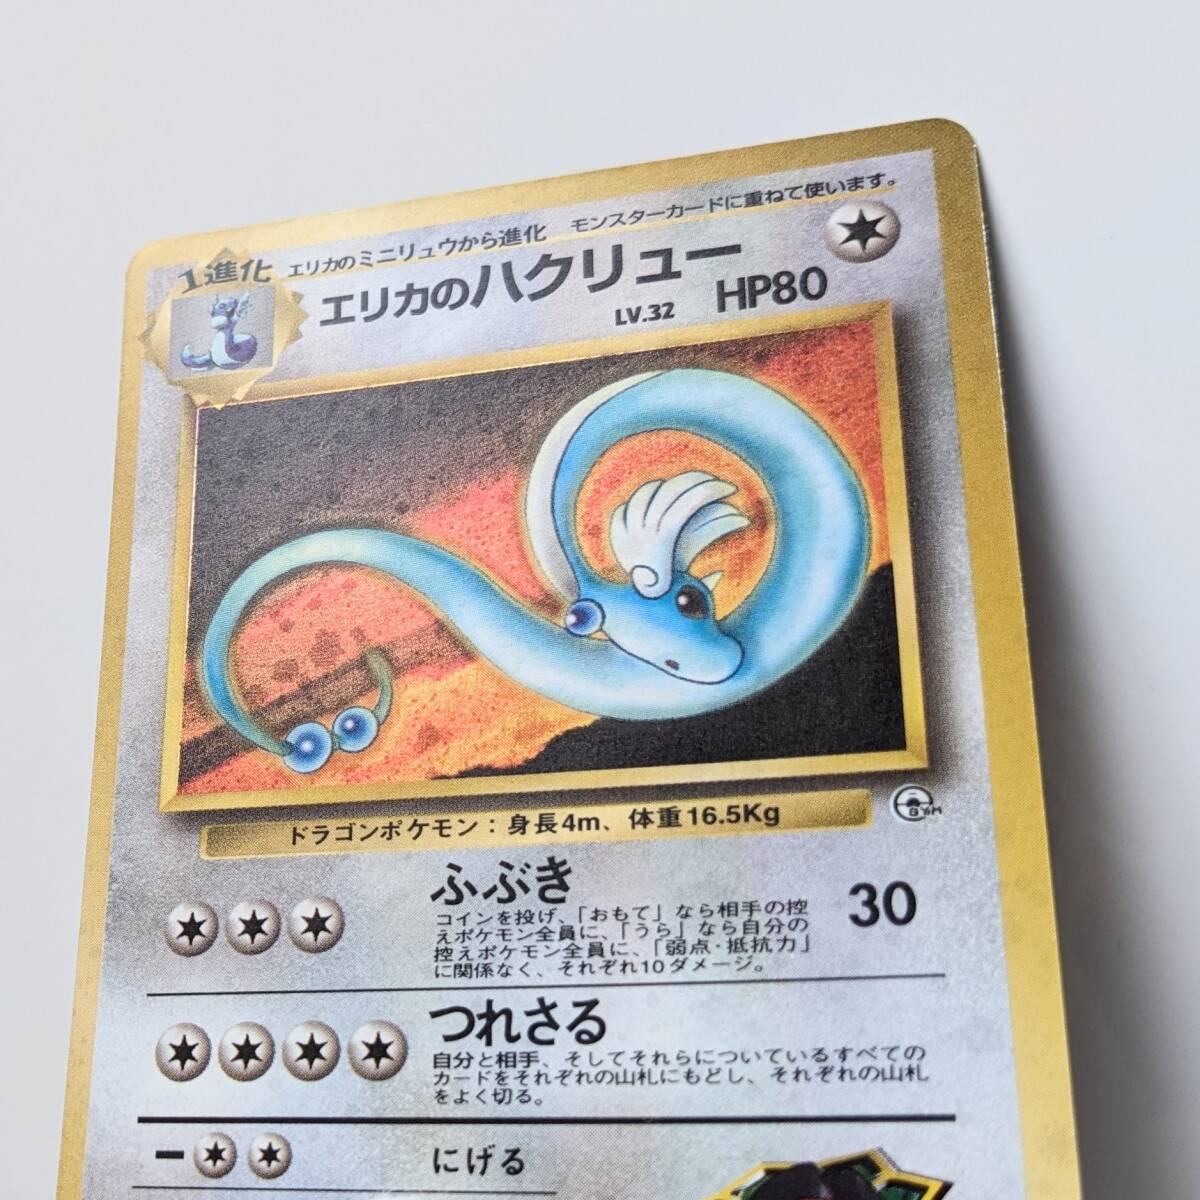 1進化
エリカのミニリュウから進化 モンスターカードに重ねて使います。
エリカのハクリュー
LV.32 HP80
ドラゴンポケモン：身長4m、体重16.5Kg
GYM
ふぶき 30
コインを投げ、「おもて」なら相手の控
えポケモン全員に、「うら」なら自分の
控えポケモン全員に、「弱点・抵抗力」
に関係なく、それぞれ10ダメージ。
つれさる
自分と相手、そしてそれらについているすべての
カードをそれぞれの山札にもどし、それぞれの山札
をよく切る。
にげる